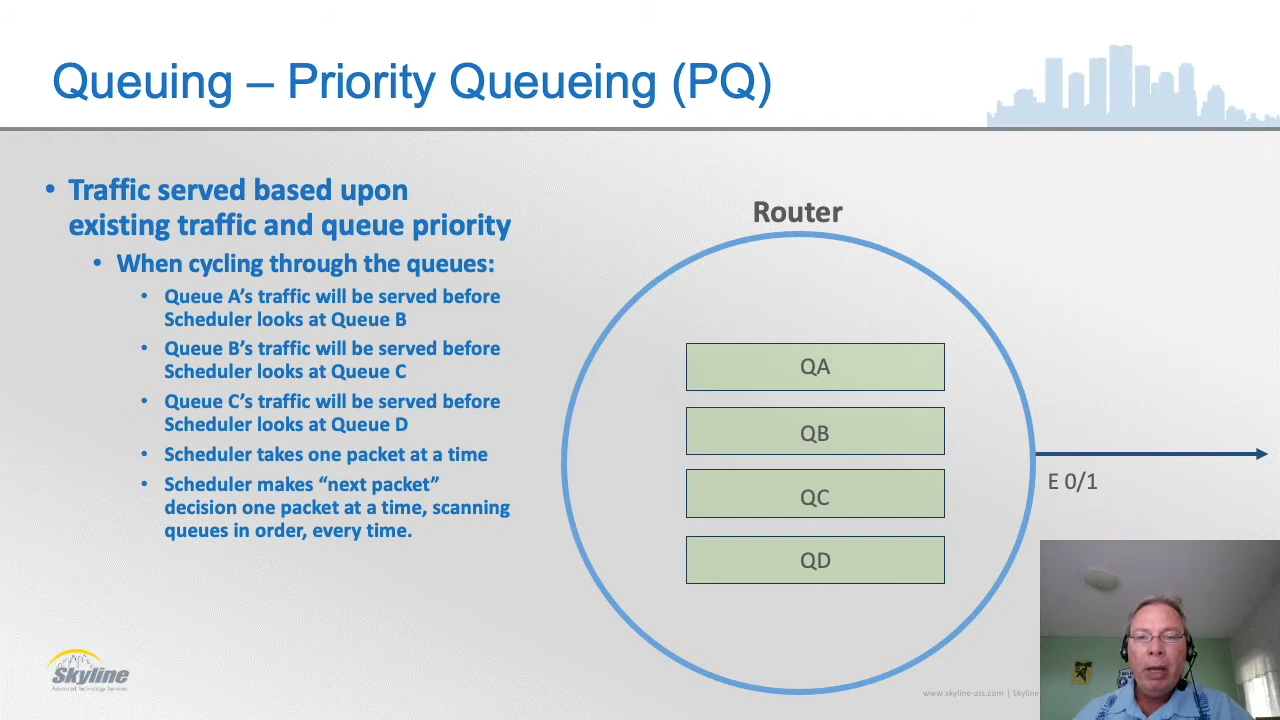 Queuing – Priority Queueing (PQ)
• Traffic served based upon
existing traffic and queue priority
• When cycling through the queues:
• Queue A’s traffic will be served before
Scheduler looks at Queue B
• Queue B’s traffic will be served before
Scheduler looks at Queue C
• Queue C’s traffic will be served before
Scheduler looks at Queue D
• Scheduler takes one packet at a time
• Scheduler makes “next packet”
decision one packet at a time, scanning
queues in order, every time.
Router
QA
QB
QC
QD
E 0/1
Skyline
Advanced Technology Services
www.skyline-ats.com | Skyline